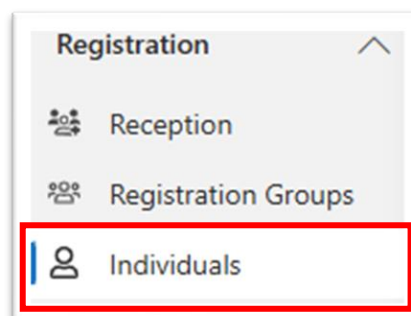 Registration
Reception
Registration Groups
Individuals